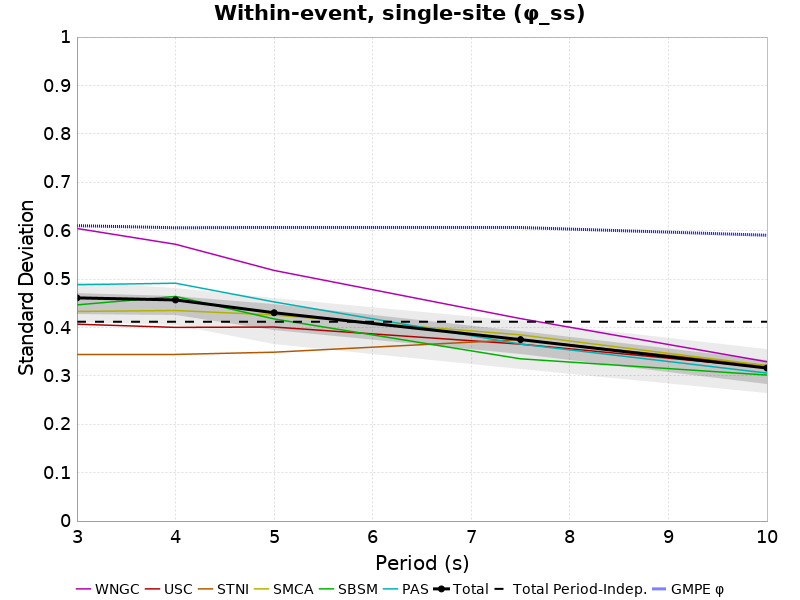 Within-event, single-site (φ_ss)
1
0.9
0.8
0.7
0.6
0.5
0.4
0.3
0.2
0.1
0
Standard Deviation
3 4 5 6 7 8 9 10
Period (s)
WNGC USC STNI SMCA SBSM PAS Total Total Period-Indep. GMPE φ